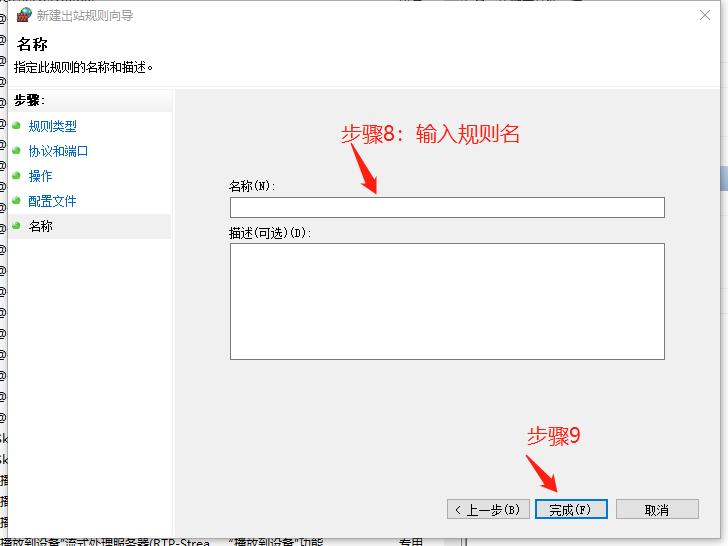 新建出站规则向导
名称
指定此规则的名称和描述。
步骤:
规则类型
协议和端口
操作
配置文件
名称
步骤8：输入规则名
名称(N):
描述(可选)(D):
步骤9
< 上一步(B)
完成(F)
取消
播放到设备"流式处理服务器(RTP-Strea... "播放到设备"功能 专用